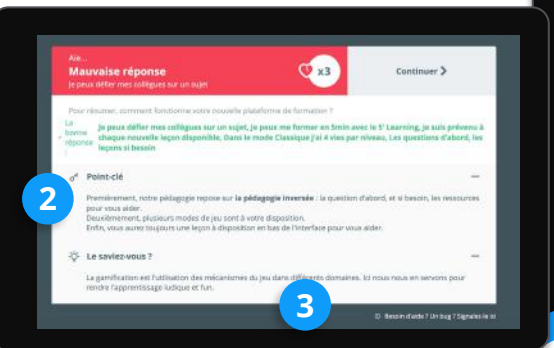 Aïe...
Mauvaise réponse
Je peux défier mes collègues sur un sujet
x3
Continuer
Pour résumer, comment fonctionne votre nouvelle plateforme de formation ?
La bonne réponse :
Je peux défier mes collègues sur un sujet, Je peux me former en 5min avec le 5' Learning, Je suis prévenu à
chaque nouvelle leçon disponible, Dans le mode Classique j'ai 4 vies par niveau, Les questions d'abord, les
leçons si besoin
Point-clé
Premièrement, notre pédagogie repose sur la pédagogie inversée : la question d'abord, et si besoin, les ressources
pour vous aider.
Deuxièmement, plusieurs modes de jeu sont à votre disposition.
Enfin, vous aurez toujours une leçon à disposition en bas de l'interface pour vous aider.
2
Le saviez-vous ?
La gamification est l'utilisation des mécanismes du jeu dans différents domaines. Ici nous nous en servons pour
rendre l'apprentissage ludique et fun.
3
Besoin d'aide ? Un bug ? Signalez-le ici